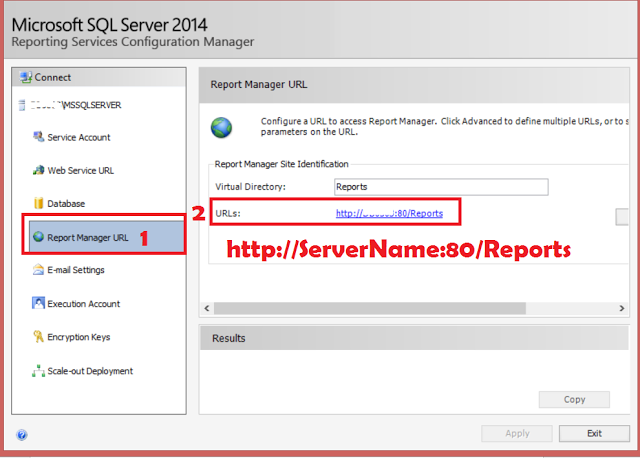 Microsoft SQL Server 2014
Reporting Services Configuration Manager
Connect
\MSSQLSERVER
Service Account
Web Service URL
Database
Report Manager URL 1
E-mail Settings
Execution Account
Encryption Keys
Scale-out Deployment
Report Manager URL
Configure a URL to access Report Manager. Click Advanced to define multiple URLs, or to s
parameters on the URL.
Report Manager Site Identification
Virtual Directory: Reports
2 URLs: http:// :80/Reports
http://ServerName:80/Reports
Results
Copy
Apply Exit